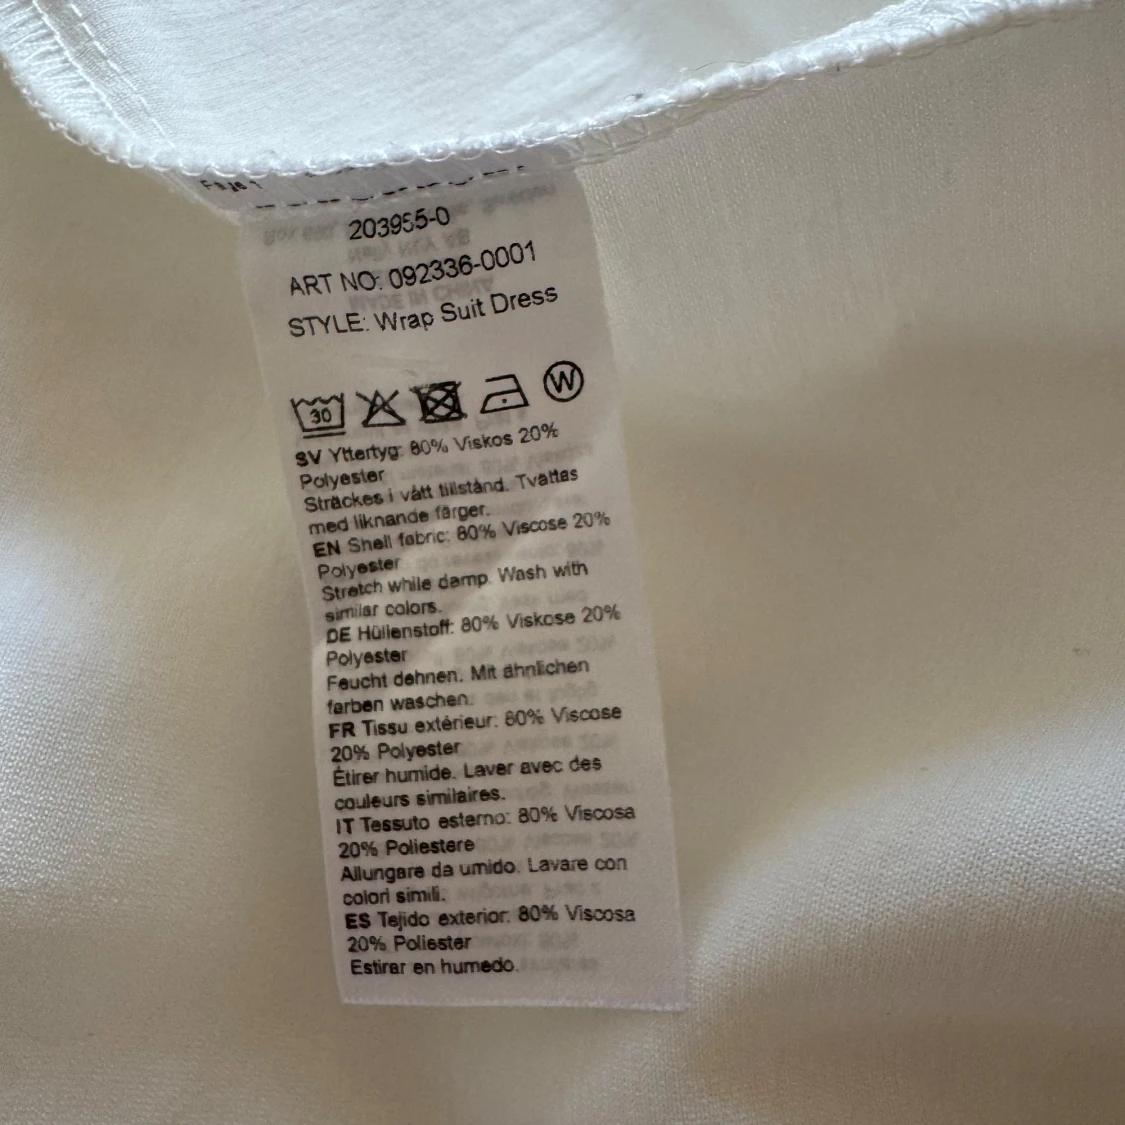 203955-0
ART NO: 092336-0001
STYLE: Wrap Suit Dress
30
W
SV Yttertyg: 80% Viskos 20%
Polyester
Sträckes i vått tillstånd. Tvättas
med liknande färger.
EN Shell fabric: 80% Viscose 20%
Polyester
Stretch while damp. Wash with
similar colors.
DE Hüllenstoff: 80% Viskose 20%
Polyester
Feucht dehnen. Mit ähnlichen
farben waschen.
FR Tissu extérieur: 80% Viscose
20% Polyester
Étirer humide. Laver avec des
couleurs similaires.
IT Tessuto esterno: 80% Viscosa
20% Poliestere
Allungare da umido. Lavare con
colori simili.
ES Tejido exterior: 80% Viscosa
20% Poliester
Estirar en humedo.